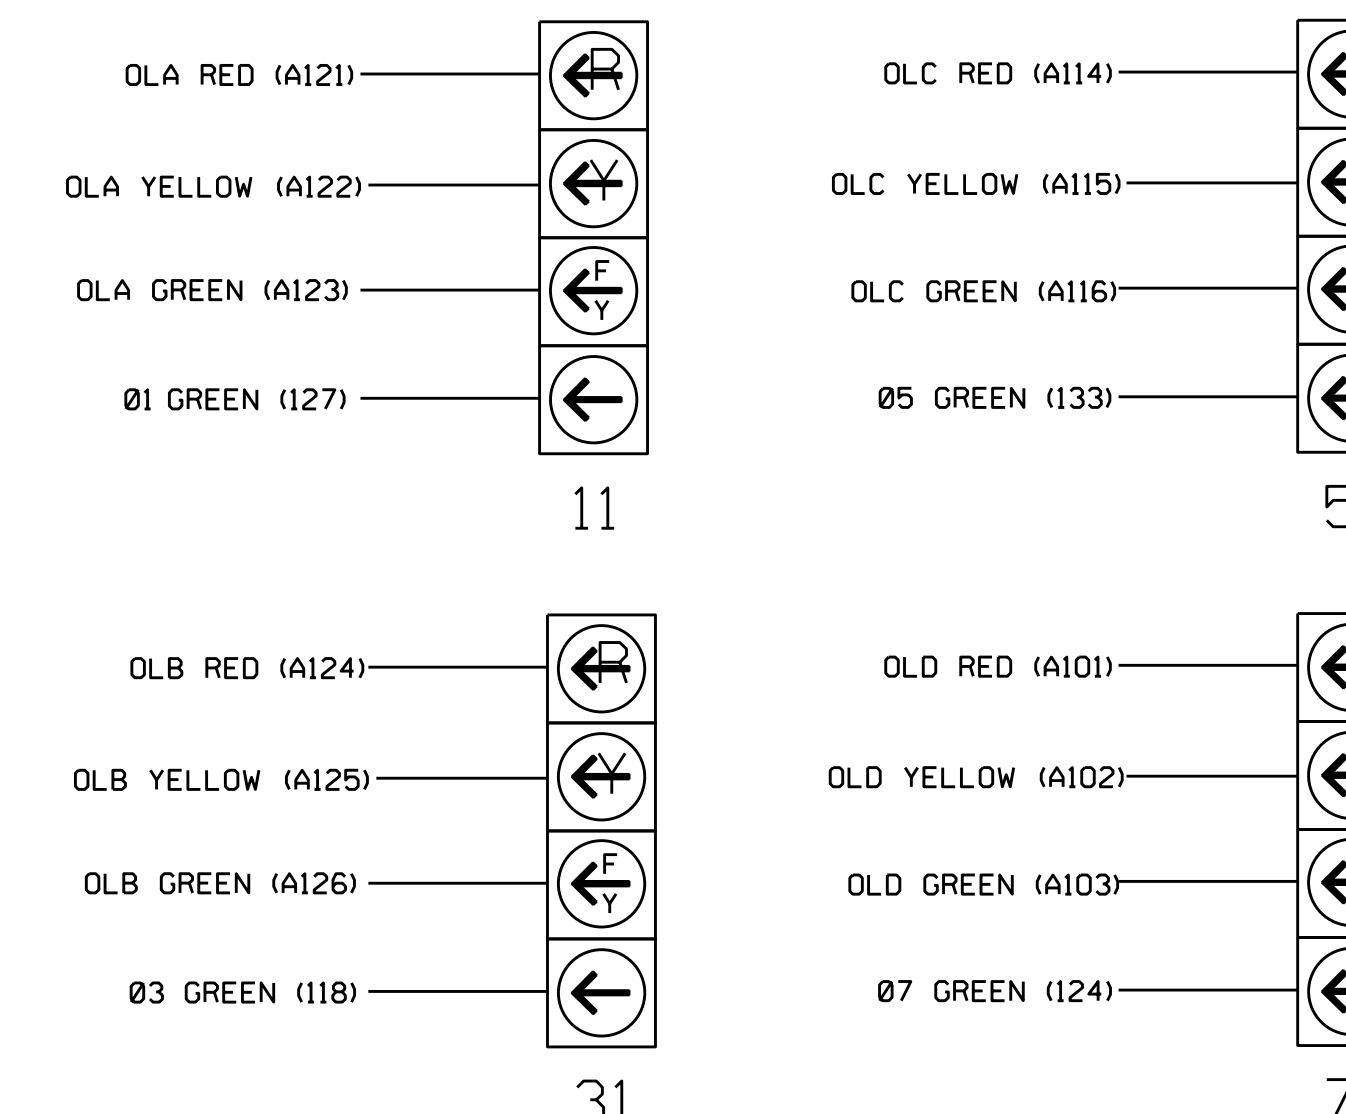 OLA RED (A121)
R
OLA YELLOW (A122)
Y
OLA GREEN (A123)
F
Y
Ø1 GREEN (127)
11
OLC RED (A114)
OLC YELLOW (A115)
OLC GREEN (A116)
Ø5 GREEN (133)
5
OLB RED (A124)
R
OLB YELLOW (A125)
Y
OLB GREEN (A126)
F
Y
Ø3 GREEN (118)
31
OLD RED (A101)
OLD YELLOW (A102)
OLD GREEN (A103)
Ø7 GREEN (124)
7